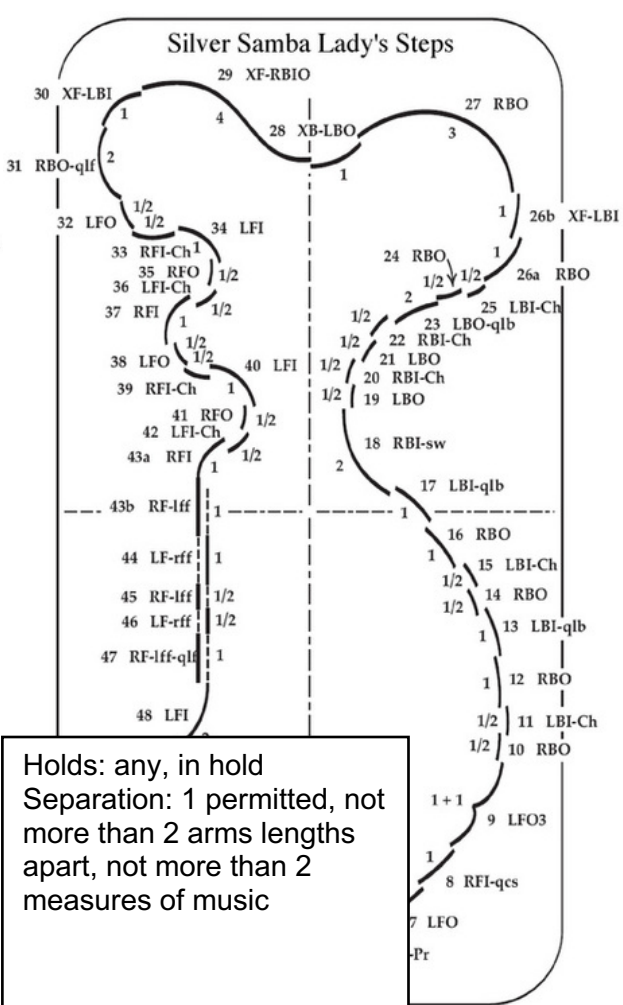 Silver Samba Lady's Steps
29 XF-RBIO
30 XF-LBI
1
4
27 RBO
3
28 XB-LBO
1
31 RBO-qlf
2
1/2
32 LFO
1/2
34 LFI
33 RFI-Ch
1
35 RFO
1/2
36 LFI-Ch
37 RFI
1/2
1
1/2
38 LFO
1/2
40 LFI
39 RFI-Ch
1
41 RFO
1/2
42 LFI-Ch
1/2
43a RFI
1
43b RF-lff
1
44 LF-rff
1
45 RF-lff
1/2
46 LF-rff
1/2
47 RF-lff-qlf
1
48 LFI
1
26b XF-LBI
1
24 RBO
1/2
1/2
26a RBO
2
25 LBI-Ch
23 LBO-qlb
1/2
22 RBI-Ch
1/2
21 LBO
1/2
20 RBI-Ch
1/2
19 LBO
18 RBI-sw
2
17 LBI-qlb
1
16 RBO
1
15 LBI-Ch
1/2
14 RBO
1/2
13 LBI-qlb
1
12 RBO
1
11 LBI-Ch
1/2
10 RBO
1/2
1 + 1
9 LFO3
1
8 RFI-qcs
7 LFO
-Pr
Holds: any, in hold
Separation: 1 permitted, not
more than 2 arms lengths
apart, not more than 2
measures of music